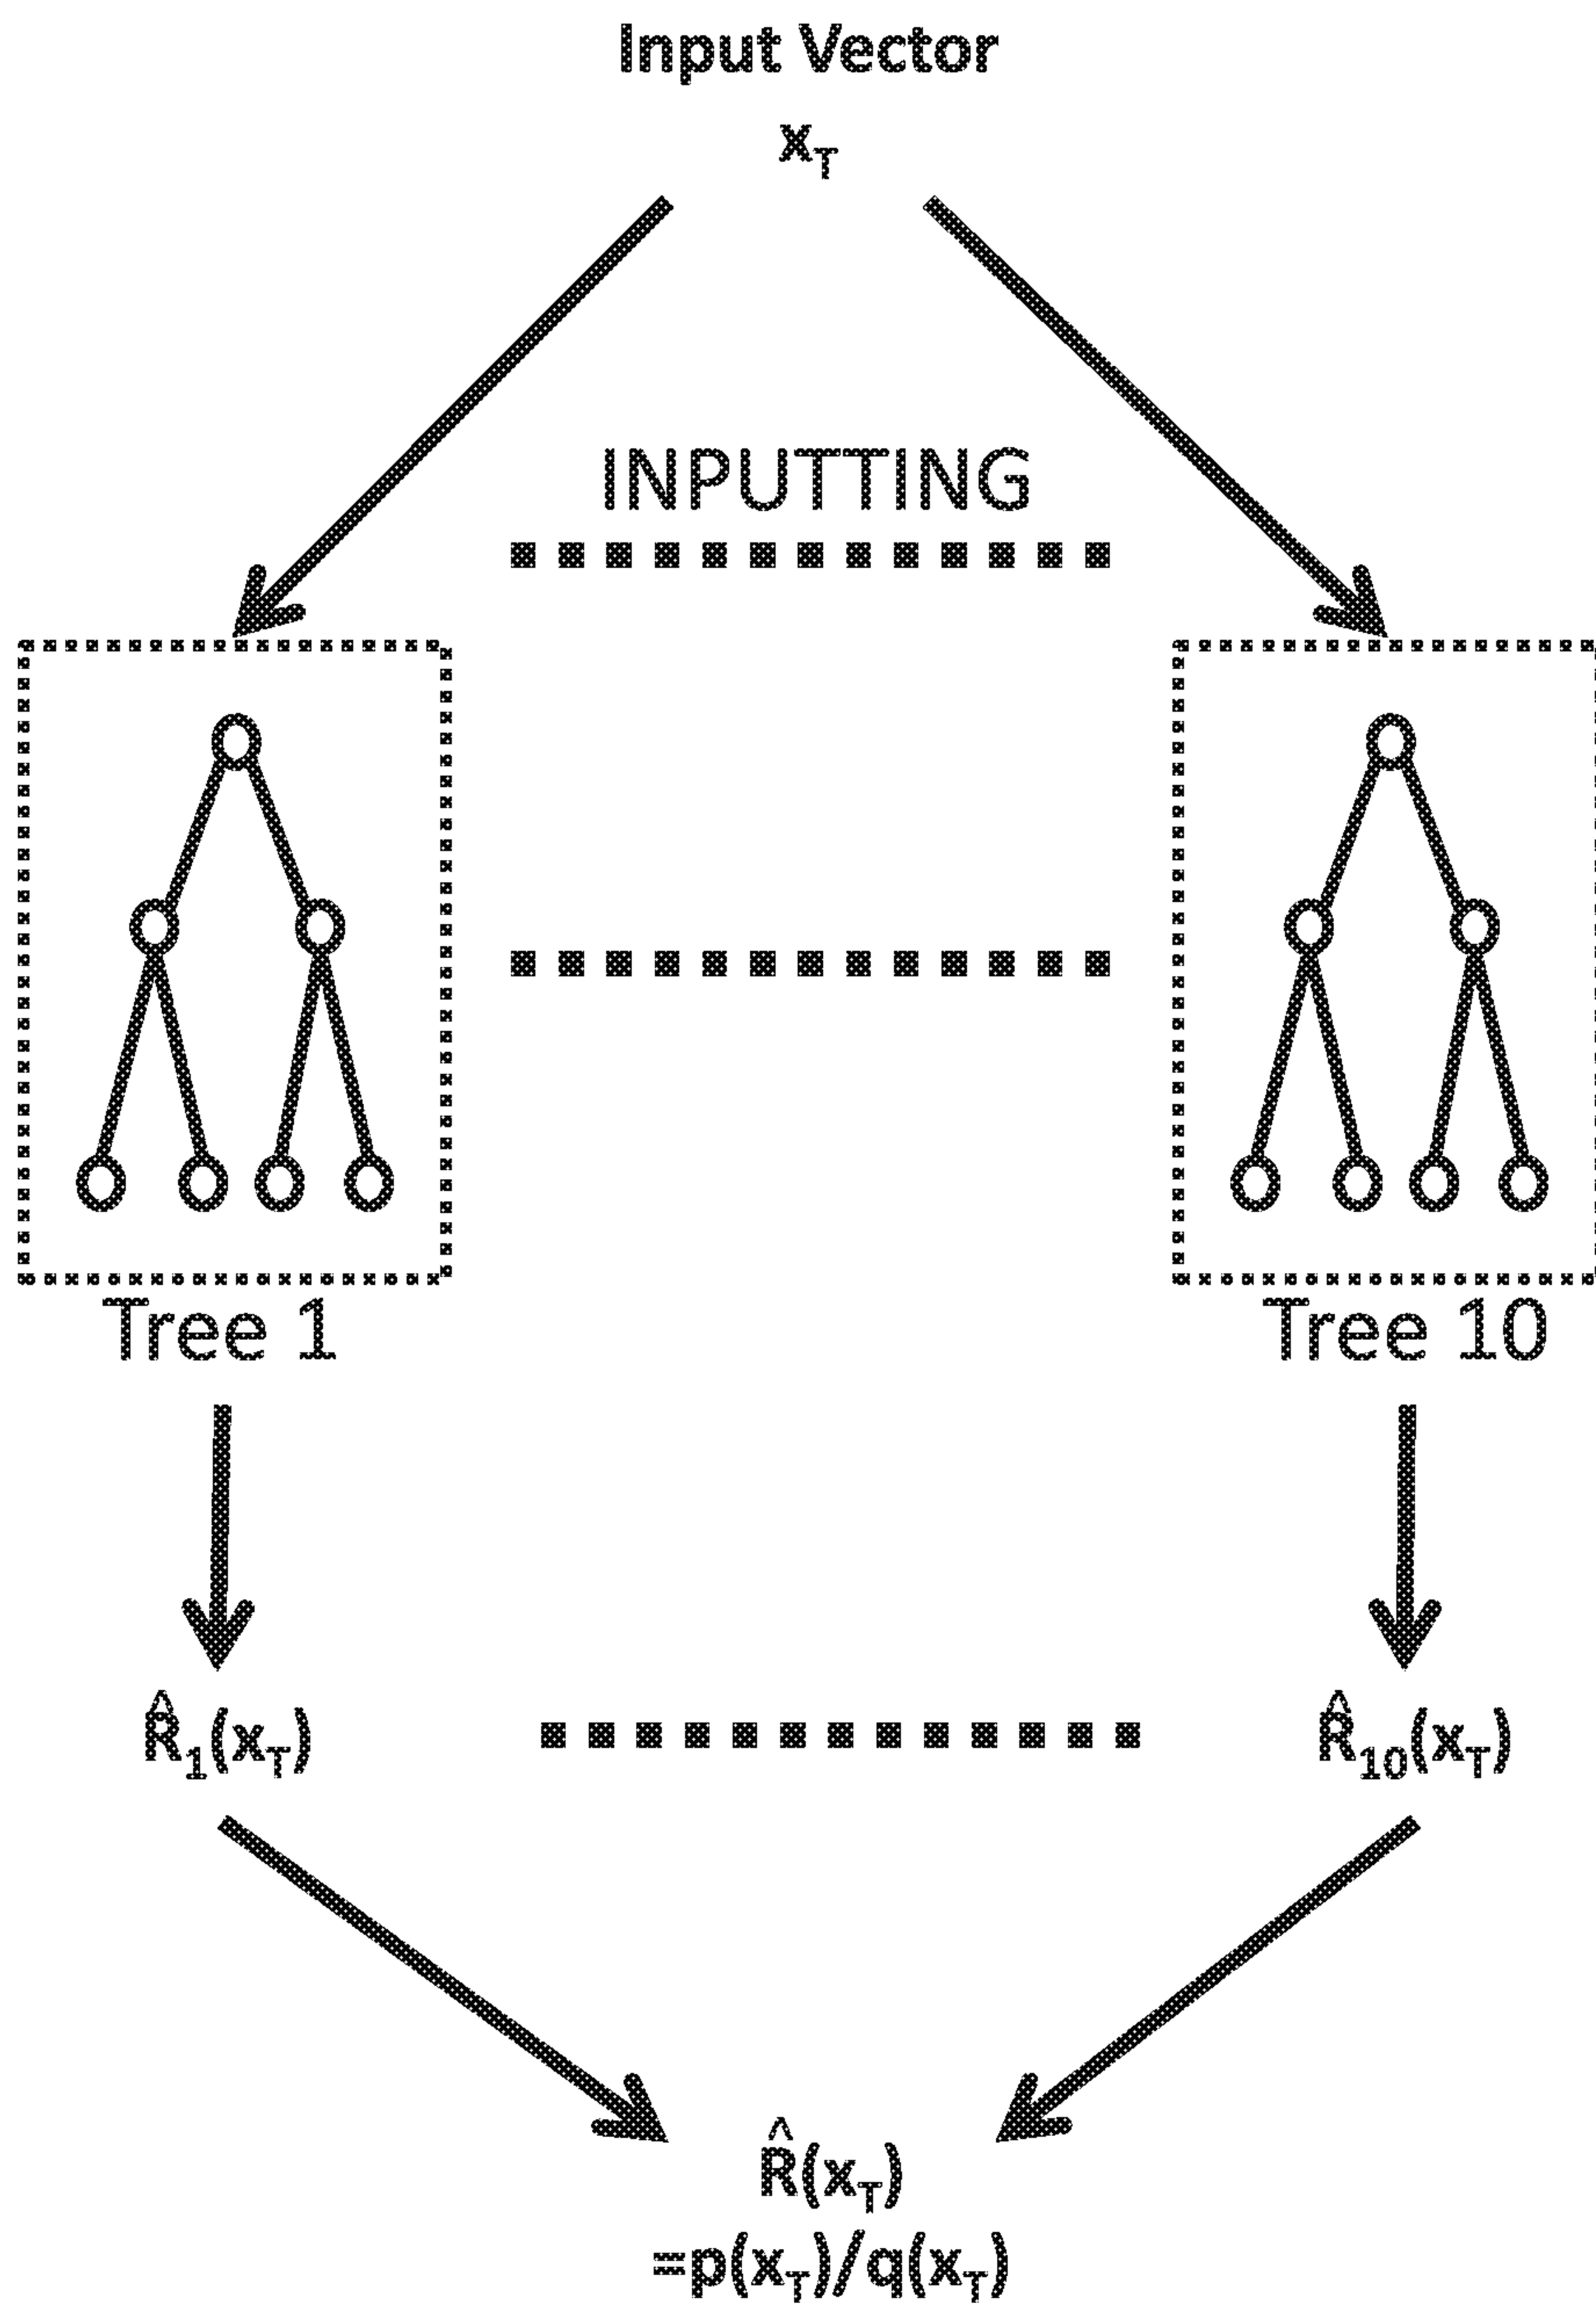 Input Vector
x_T
INPUTTING
Tree 1 Tree 10
R̂_1(x_T) R̂_10(x_T)
R̂(x_T)
=p(x_T)/q(x_T)